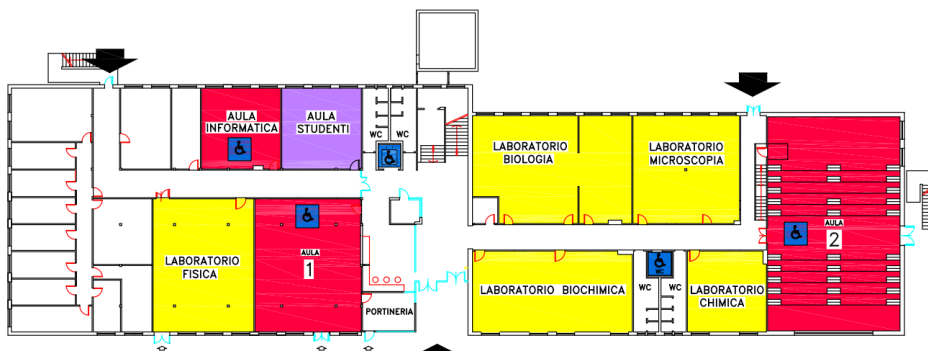 AULA
INFORMATICA
AULA
STUDENTI
WC
WC
LABORATORIO
BIOLOGIA
LABORATORIO
MICROSCOPIA
AULA
2
LABORATORIO
FISICA
AULA
1
PORTINERIA
LABORATORIO BIOCHIMICA
WC
WC
WC
LABORATORIO
CHIMICA